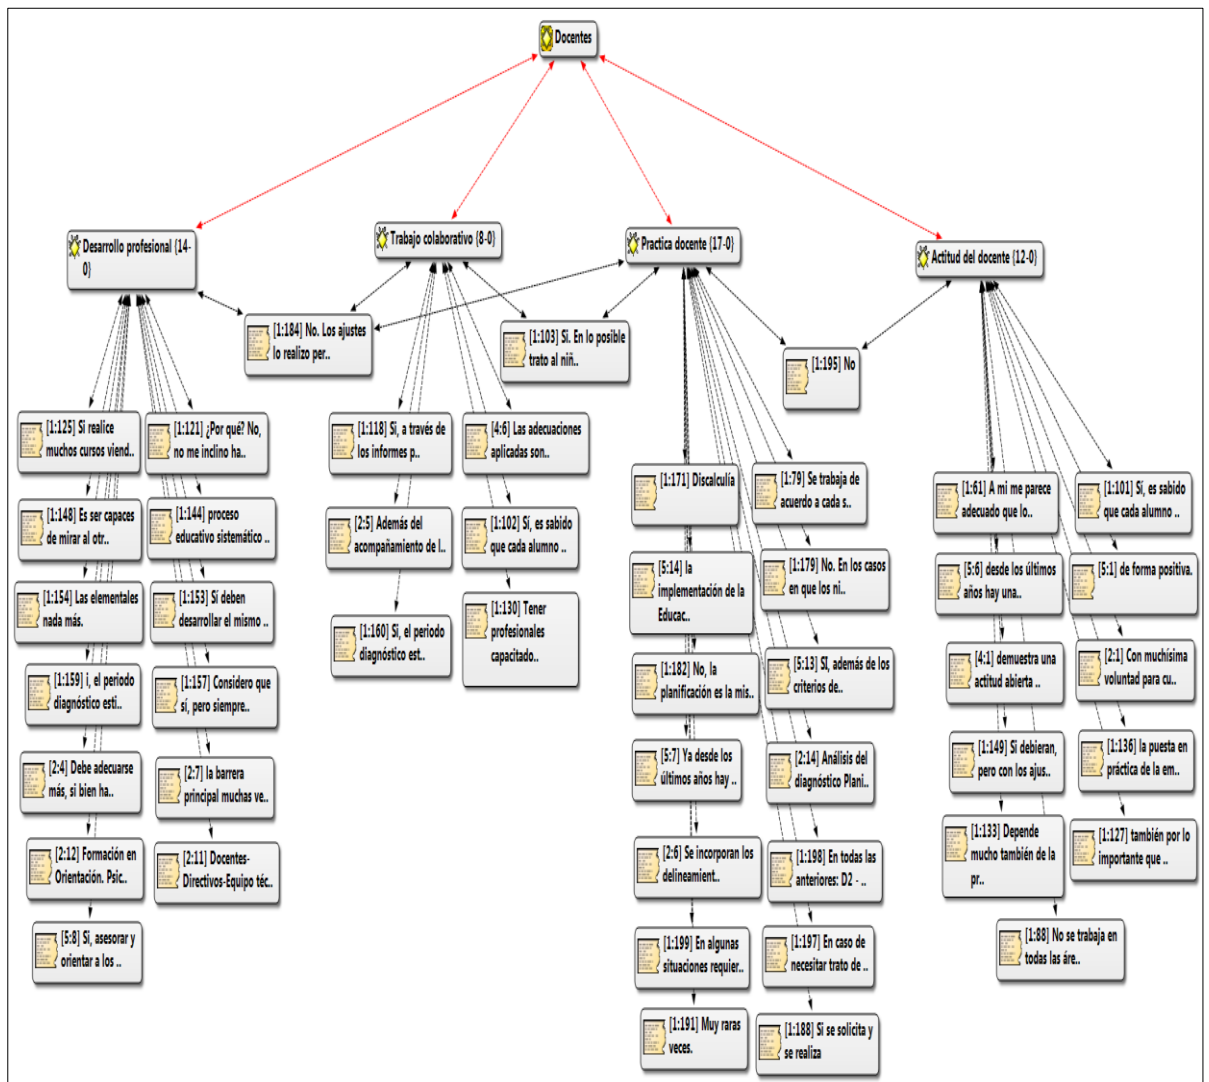 Docentes
Desarrollo profesional {14-
0}
Trabajo colaborativo {8-0}
Practica docente {17-0}
Actitud del docente {12-0}
[1:184] No. Los ajustes
lo realizo per..
[1:103] Si. En lo posible
trato al niñ..
[1:195] No
[1:125] Si realice
muchos cursos viend..
[1:121] ¿Por qué? No,
no me inclino ha..
[1:148] Es ser capaces
de mirar al otr..
[1:144] proceso
educativo sistemático ..
[1:154] Las elementales
nada más.
[1:153] Sí deben
desarrollar el mismo ..
[1:159] i, el periodo
diagnóstico esti..
[1:157] Considero que
sí, pero siempre..
[2:4] Debe adecuarse
más, si bien ha..
[2:7] la barrera
principal muchas ve..
[2:12] Formación en
Orientación. Psic..
[2:11] Docentes-
Directivos-Equipo téc..
[5:8] Si, asesorar y
orientar a los ..
[1:118] Si, a través de
los informes p..
[4:6] Las adecuaciones
aplicadas son..
[2:5] Además del
acompañamiento de l..
[1:102] Sí, es sabido
que cada alumno ..
[1:160] Si, el periodo
diagnóstico est..
[1:130] Tener
profesionales
capacitado..
[1:171] Discalculía
[1:79] Se trabaja de
acuerdo a cada s..
[5:14] la
implementación de la
Educac..
[1:179] No. En los casos
en que los ni..
[1:182] No, la
planificación es la mis..
[5:13] SI, además de los
criterios de..
[5:7] Ya desde los
últimos años hay ..
[2:14] Análisis del
diagnóstico Plani..
[2:6] Se incorporan los
delineamient..
[1:198] En todas las
anteriores: D2 - ..
[1:199] En algunas
situaciones requier..
[1:197] En caso de
necesitar trato de ..
[1:191] Muy raras
veces.
[1:188] Si se solicita y
se realiza
[1:61] A mi me parece
adecuado que lo..
[1:101] Sí, es sabido
que cada alumno ..
[5:6] desde los últimos
años hay una..
[5:1] de forma positiva.
[4:1] demuestra una
actitud abierta ..
[2:1] Con muchísima
voluntad para cu..
[1:149] Si debieran,
pero con los ajus..
[1:136] la puesta en
práctica de la em..
[1:133] Depende
mucho también de la
pr..
[1:127] también por lo
importante que ..
[1:88] No se trabaja en
todas las áre..